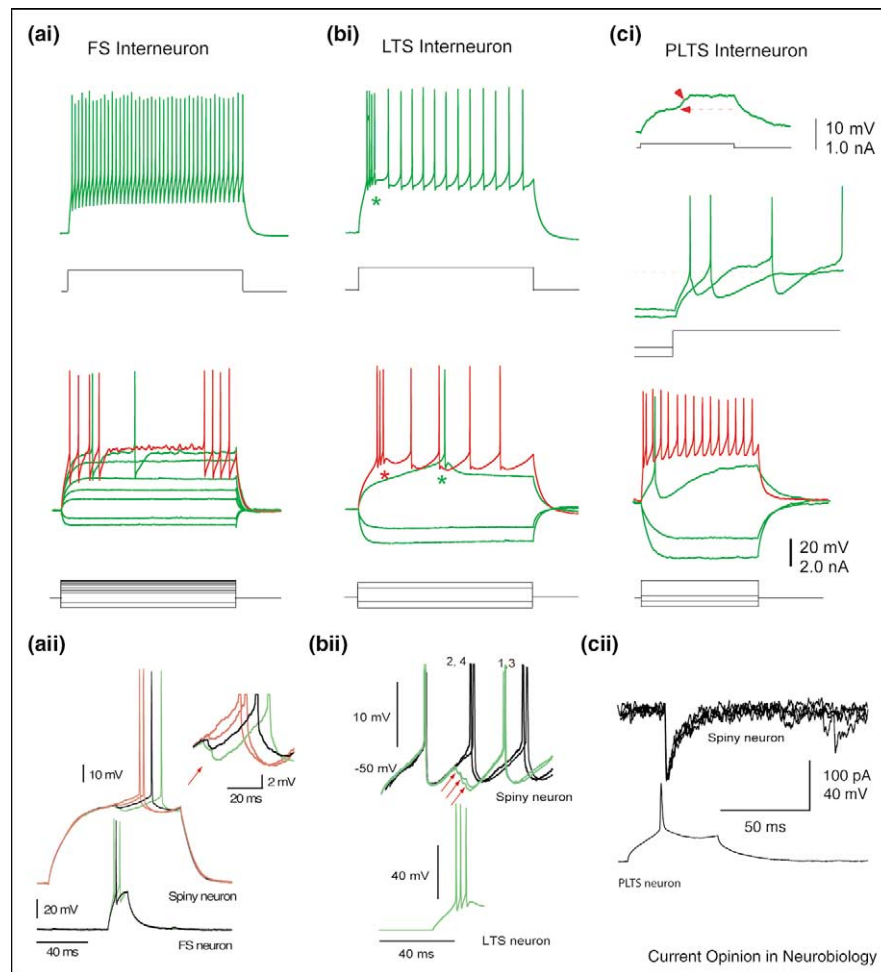 (ai)
FS Interneuron
(bi)
LTS Interneuron
*
*
*
(ci)
PLTS Interneuron
10 mV
1.0 nA
20 mV
2.0 nA
(aii)
10 mV
20 ms
2 mV
Spiny neuron
20 mV
FS neuron
40 ms
(bii)
2, 4
1,3
10 mV
-50 mV
Spiny neuron
40 mV
40 ms
LTS neuron
(cii)
Spiny neuron
100 pA
40 mV
50 ms
PLTS neuron
Current Opinion in Neurobiology